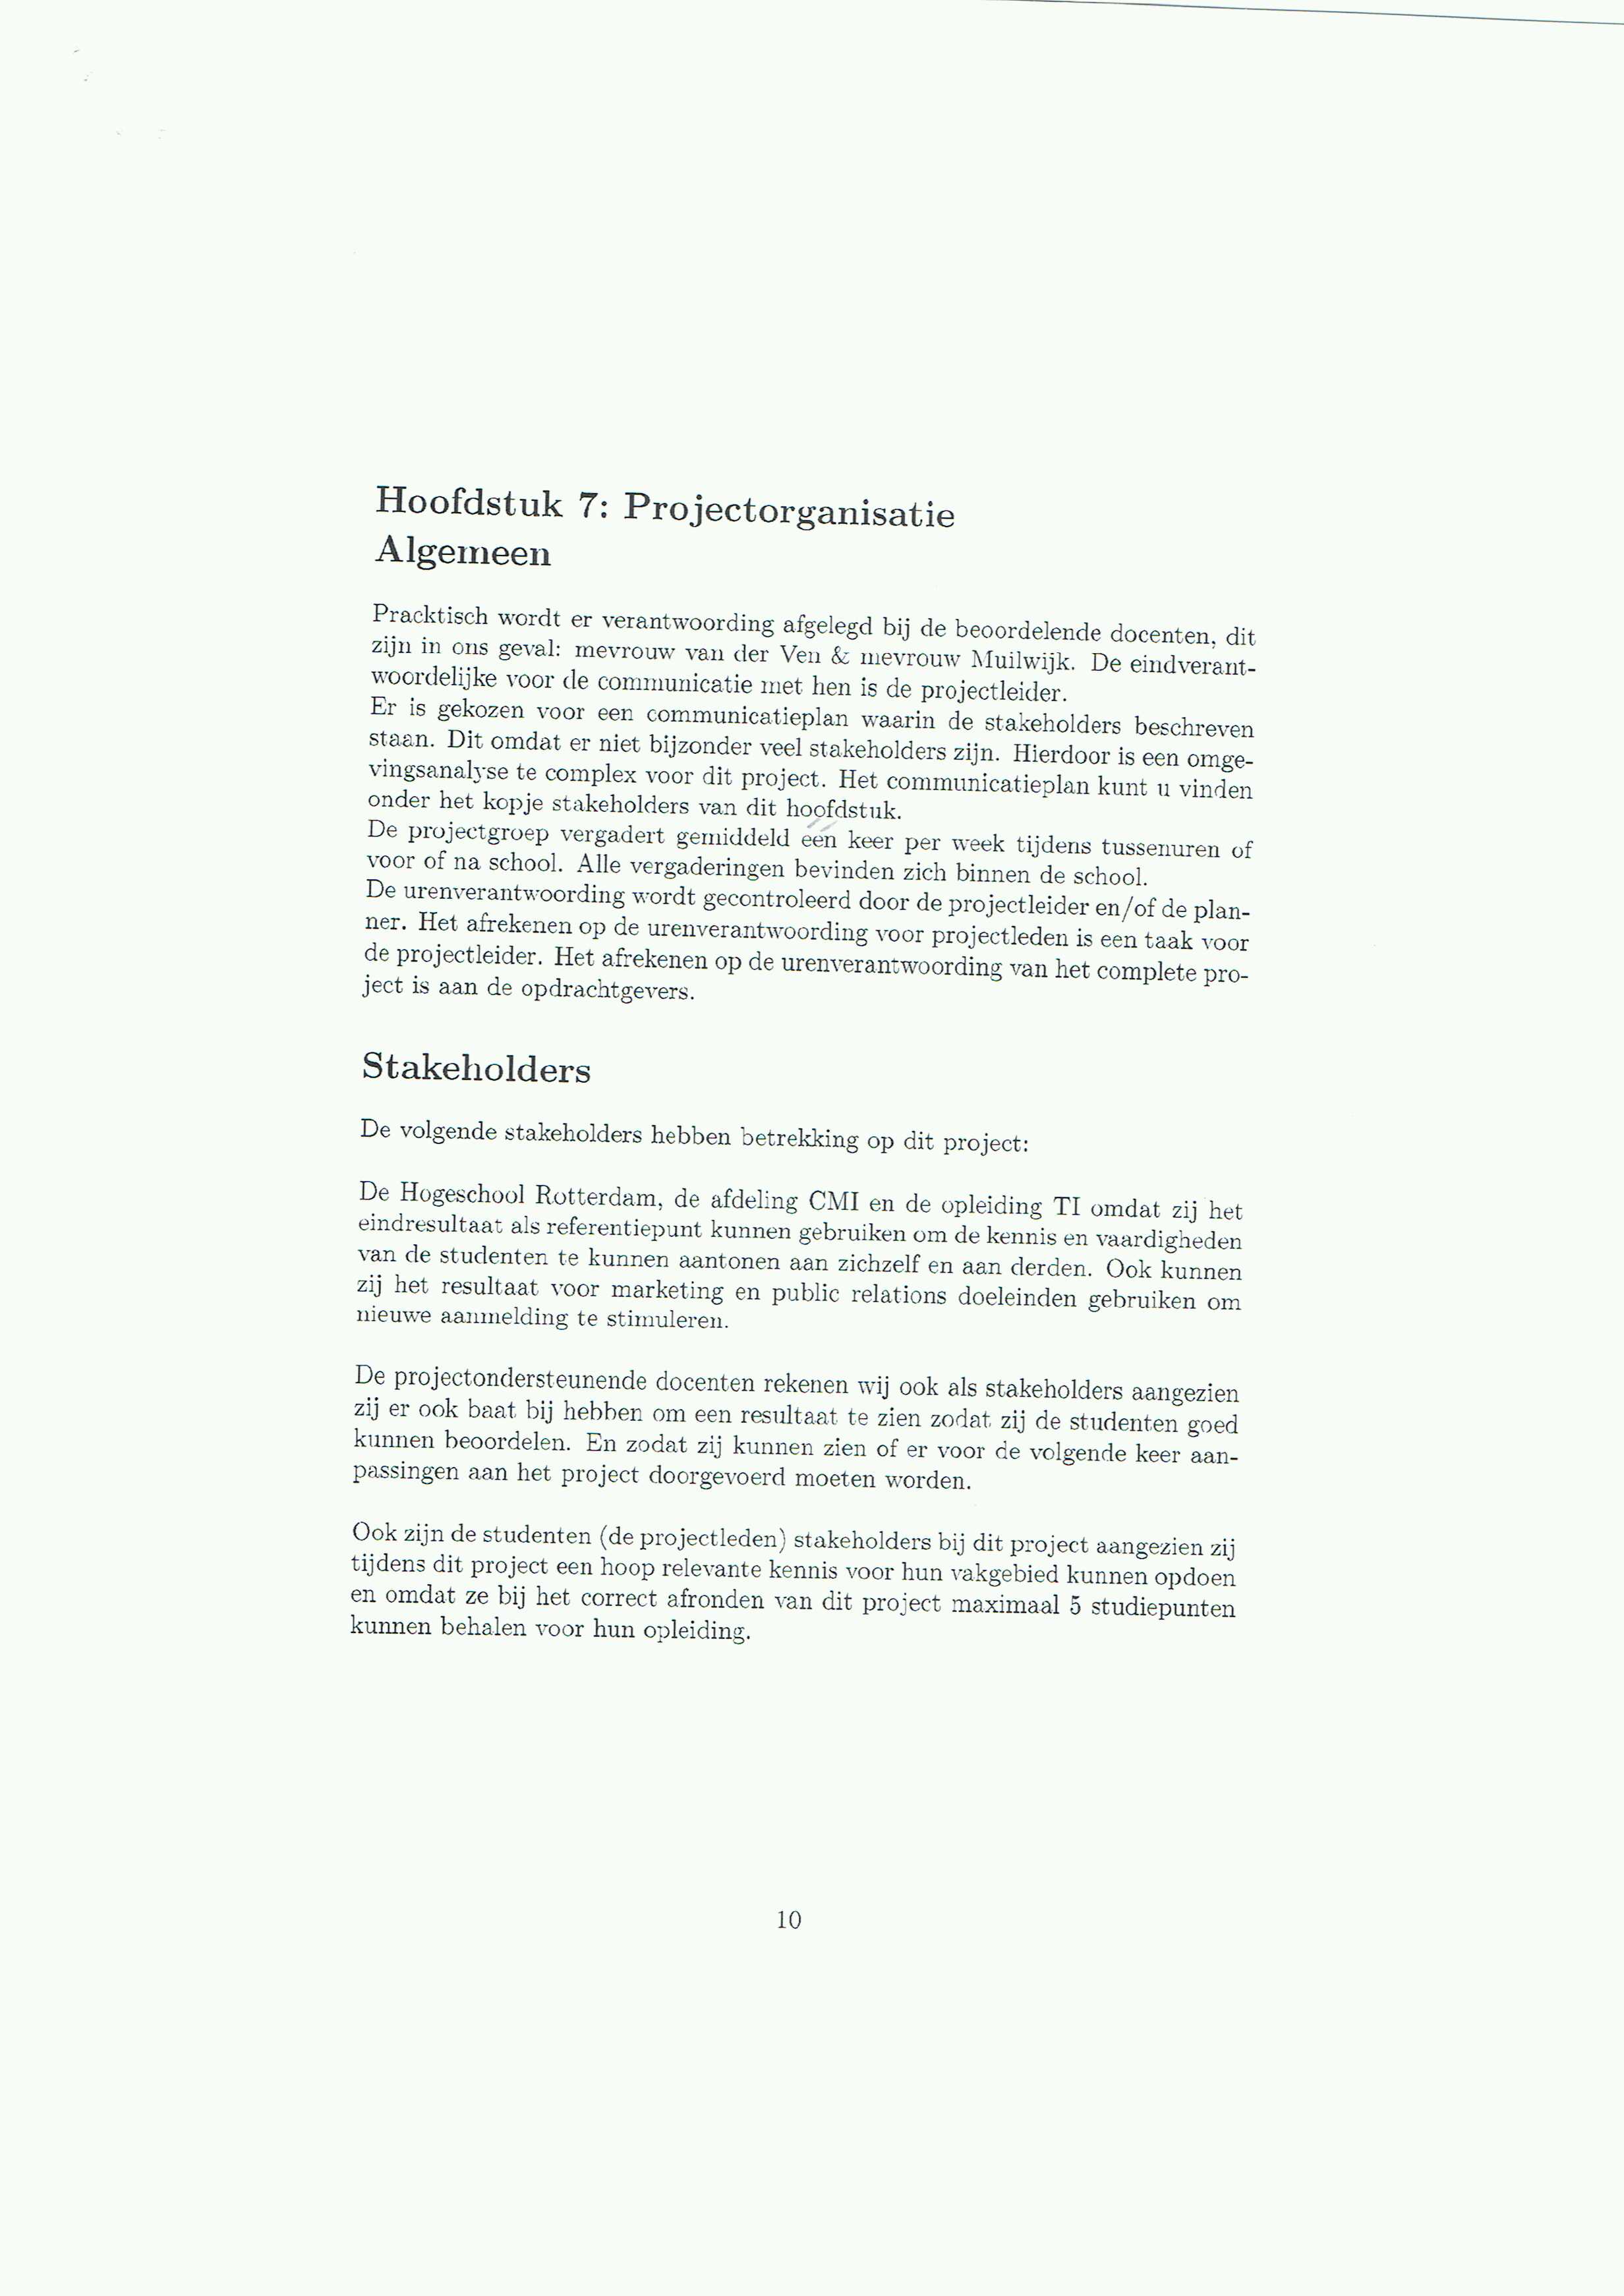 Hoofdstuk 7: Projectorganisatie
Algemeen
Pracktisch wordt er verantwoording afgelegd bij de beoordelende docenten, dit
zijn in ons geval: mevrouw van der Ven & mevrouw Muilwijk. De eindverant-
woordelijke voor de communicatie met hen is de projectleider.
Er is gekozen voor een communicatieplan waarin de stakeholders beschreven
staan. Dit omdat er niet bijzonder veel stakeholders zijn. Hierdoor is een omge-
vingsanalyse te complex voor dit project. Het communicatieplan kunt u vinden
onder het kopje stakeholders van dit hoofdstuk.
De projectgroep vergadert gemiddeld één keer per week tijdens tussenuren of
voor of na school. Alle vergaderingen bevinden zich binnen de school.
De urenverantwoording wordt gecontroleerd door de projectleider en/of de plan-
ner. Het afrekenen op de urenverantwoording voor projectleden is een taak voor
de projectleider. Het afrekenen op de urenverantwoording van het complete pro-
ject is aan de opdrachtgevers.
Stakeholders
De volgende stakeholders hebben betrekking op dit project:
De Hogeschool Rotterdam, de afdeling CMI en de opleiding TI omdat zij het
eindresultaat als referentiepunt kunnen gebruiken om de kennis en vaardigheden
van de studenten te kunnen aantonen aan zichzelf en aan derden. Ook kunnen
zij het resultaat voor marketing en public relations doeleinden gebruiken om
nieuwe aanmelding te stimuleren.
De projectondersteunende docenten rekenen wij ook als stakeholders aangezien
zij er ook baat bij hebben om een resultaat te zien zodat zij de studenten goed
kunnen beoordelen. En zodat zij kunnen zien of er voor de volgende keer aan-
passingen aan het project doorgevoerd moeten worden.
Ook zijn de studenten (de projectleden) stakeholders bij dit project aangezien zij
tijdens dit project een hoop relevante kennis voor hun vakgebied kunnen opdoen
en omdat ze bij het correct afronden van dit project maximaal 5 studiepunten
kunnen behalen voor hun opleiding.
10